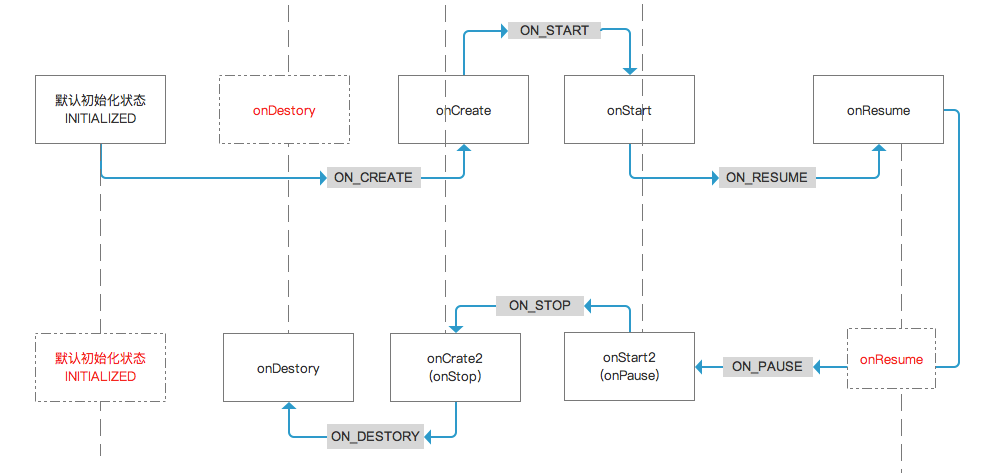 ON_START
默认初始化状态
INITIALIZED
onDestory
onCreate
onStart
onResume
ON_CREATE
ON_RESUME
ON_STOP
默认初始化状态
INITIALIZED
onDestory
onCrate2
(onStop)
onStart2
(onPause)
ON_PAUSE
onResume
ON_DESTORY